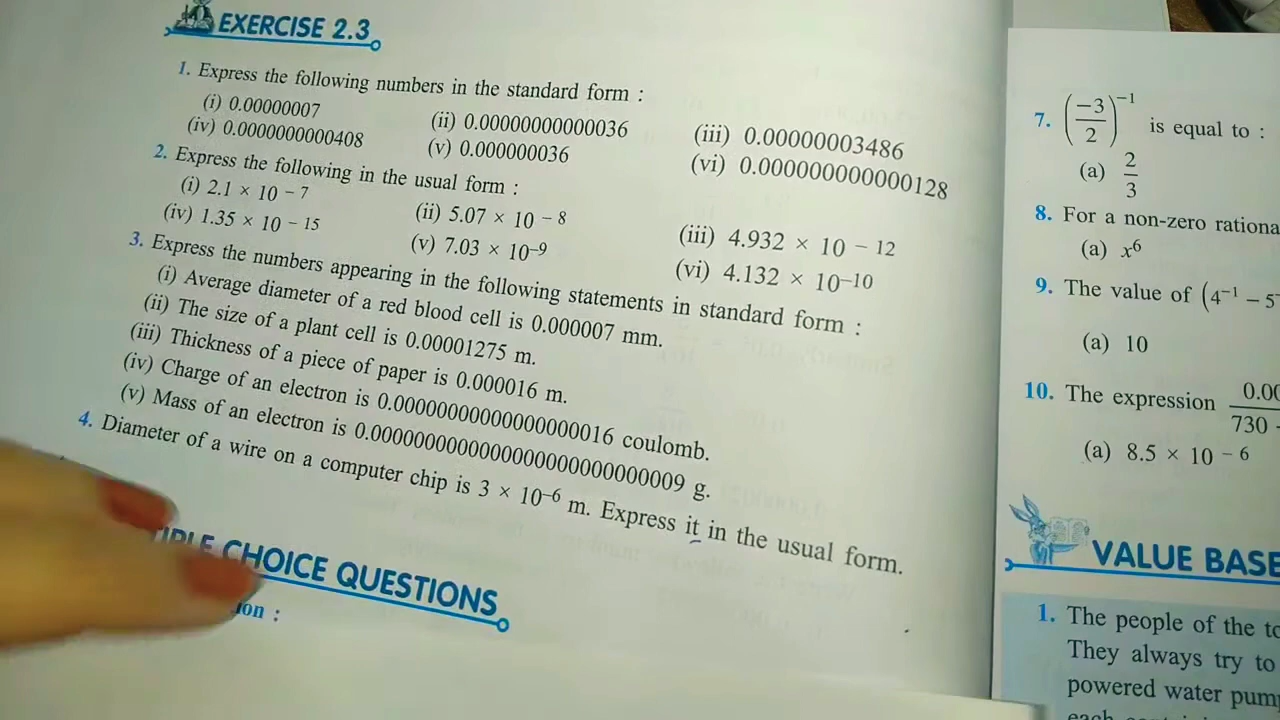 EXERCISE 2.3
1. Express the following numbers in the standard form :
(i) 0.00000007 (ii) 0.00000000000036 (iii) 0.00000003486
(iv) 0.0000000000408 (v) 0.000000036 (vi) 0.000000000000128
2. Express the following in the usual form :
(i) 2.1 × 10 – 7 (ii) 5.07 × 10 – 8 (iii) 4.932 × 10 – 12
(iv) 1.35 × 10 – 15 (v) 7.03 × 10⁻⁹ (vi) 4.132 × 10⁻¹⁰
3. Express the numbers appearing in the following statements in standard form :
(i) Average diameter of a red blood cell is 0.000007 mm.
(ii) The size of a plant cell is 0.00001275 m.
(iii) Thickness of a piece of paper is 0.000016 m.
(iv) Charge of an electron is 0.00000000000000000016 coulomb.
(v) Mass of an electron is 0.0000000000000000000000000009 g.
4. Diameter of a wire on a computer chip is 3 × 10⁻⁶ m. Express it in the usual form.
CHOICE QUESTIONS
7. (−3/2)⁻¹ is equal to :
(a) 2/3
8. For a non-zero rationa
(a) x⁶
9. The value of (4⁻¹ – 5
(a) 10
10. The expression 0.00 / 730
(a) 8.5 × 10 – 6
VALUE BASE
1. The people of the to
They always try to
powered water pum